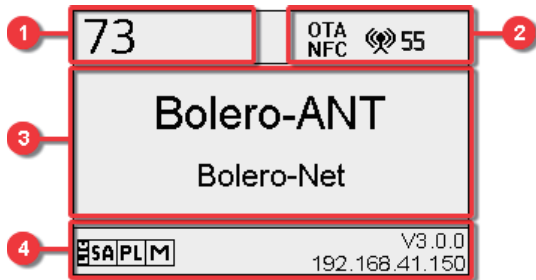 1
73
OTA
NFC
55
2
3
Bolero-ANT
Bolero-Net
4
SA PL M
V3.0.0
192.168.41.150